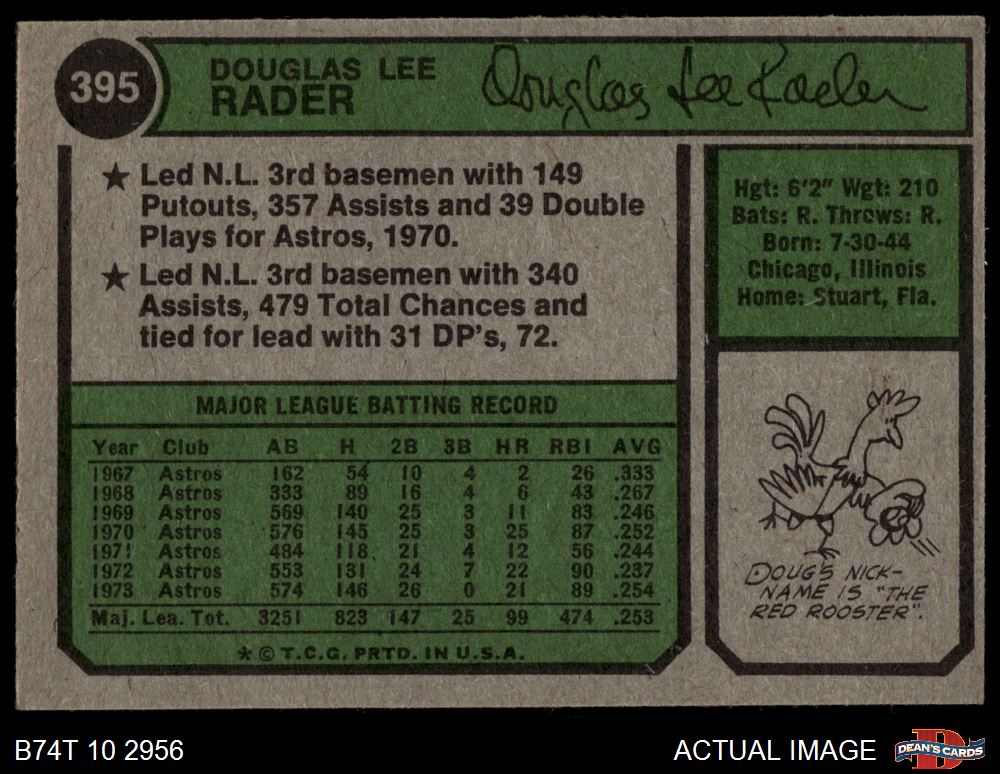 395
DOUGLAS LEE
RADER
Douglas Lee Rader
★ Led N.L. 3rd basemen with 149
Putouts, 357 Assists and 39 Double
Plays for Astros, 1970.
★ Led N.L. 3rd basemen with 340
Assists, 479 Total Chances and
tied for lead with 31 DP's, 72.
Hgt: 6'2" Wgt: 210
Bats: R. Throws: R.
Born: 7-30-44
Chicago, Illinois
Home: Stuart, Fla.
MAJOR LEAGUE BATTING RECORD
Year Club AB H 2B 3B HR RBI AVG
1967 Astros 162 54 10 4 2 26 .333
1968 Astros 333 89 16 4 6 43 .267
1969 Astros 569 140 25 3 11 83 .246
1970 Astros 576 145 25 3 25 87 .252
1971 Astros 484 118 21 4 12 56 .244
1972 Astros 553 131 24 7 22 90 .237
1973 Astros 574 146 26 0 21 89 .254
Maj. Lea. Tot. 3251 823 147 25 99 474 .253
* © T.C.G. PRTD. IN U.S.A.
DOUG'S NICK-
NAME IS "THE
RED ROOSTER".
B74T 10 2956
ACTUAL IMAGE
DEAN'S CARDS